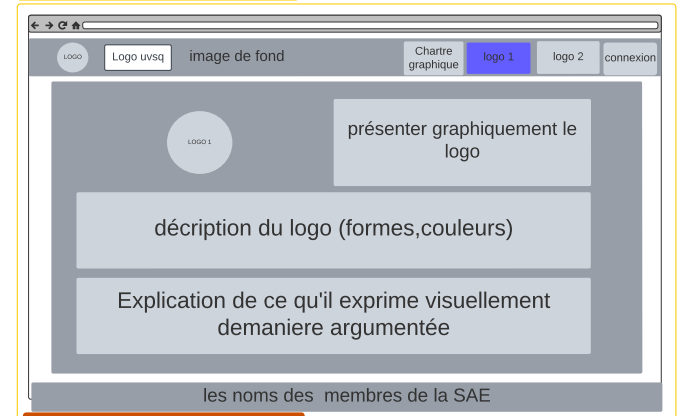 LOGO
Logo uvsq
image de fond
Chartre
graphique
logo 1
logo 2
connexion
LOGO 1
présenter graphiquement le
logo
décription du logo (formes,couleurs)
Explication de ce qu'il exprime visuellement
demaniere argumentée
les noms des membres de la SAE